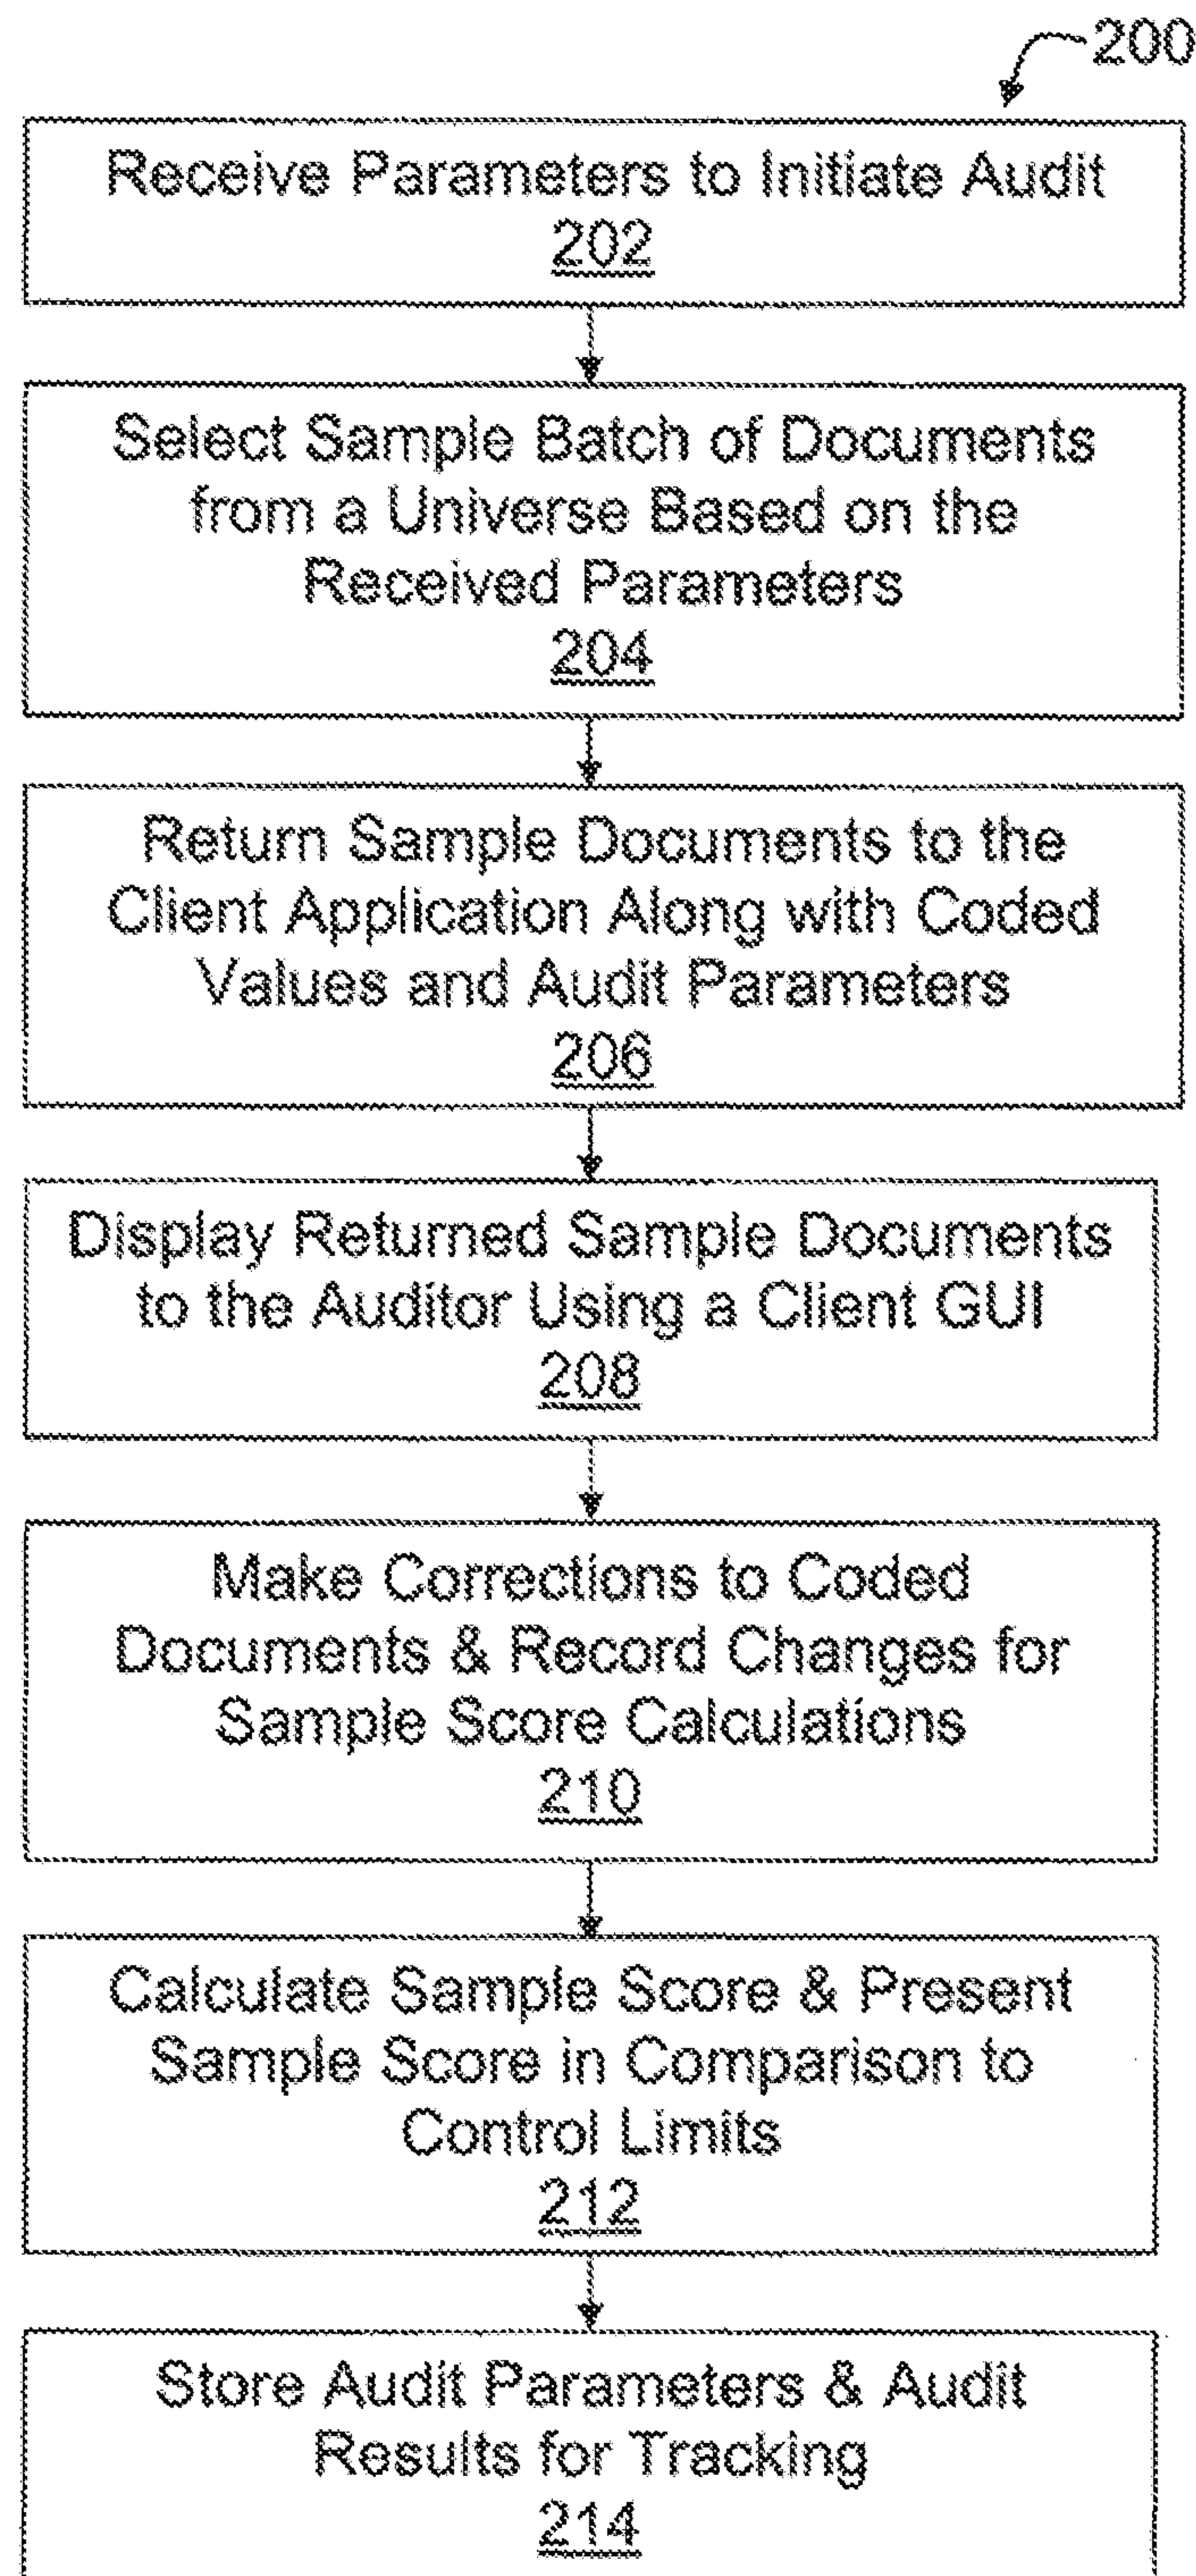 200
Receive Parameters to Initiate Audit
202
Select Sample Batch of Documents
from a Universe Based on the
Received Parameters
204
Return Sample Documents to the
Client Application Along with Coded
Values and Audit Parameters
206
Display Returned Sample Documents
to the Auditor Using a Client GUI
208
Make Corrections to Coded
Documents & Record Changes for
Sample Score Calculations
210
Calculate Sample Score & Present
Sample Score in Comparison to
Control Limits
212
Store Audit Parameters & Audit
Results for Tracking
214